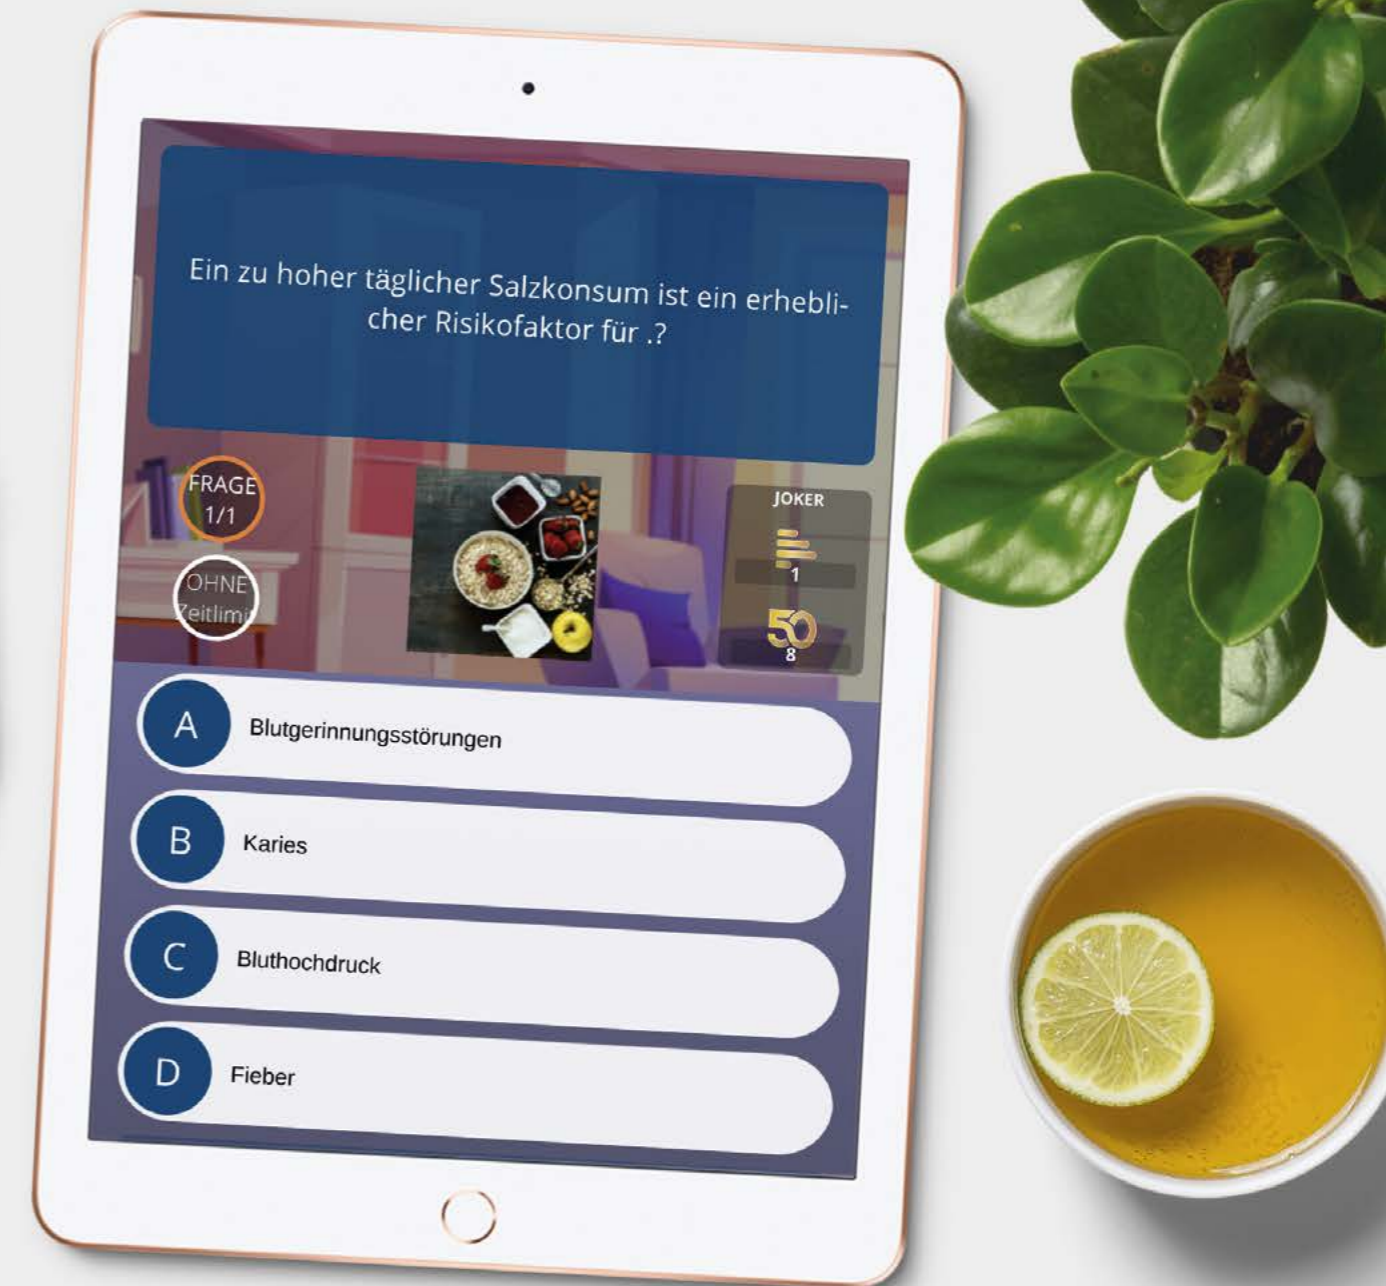 Ein zu hoher täglicher Salzkonsum ist ein erhebli-
cher Risikofaktor für .?
FRAGE
1/1
OHNE
Zeitlimit
JOKER
1
50
8
A Blutgerinnungsstörungen
B Karies
C Bluthochdruck
D Fieber